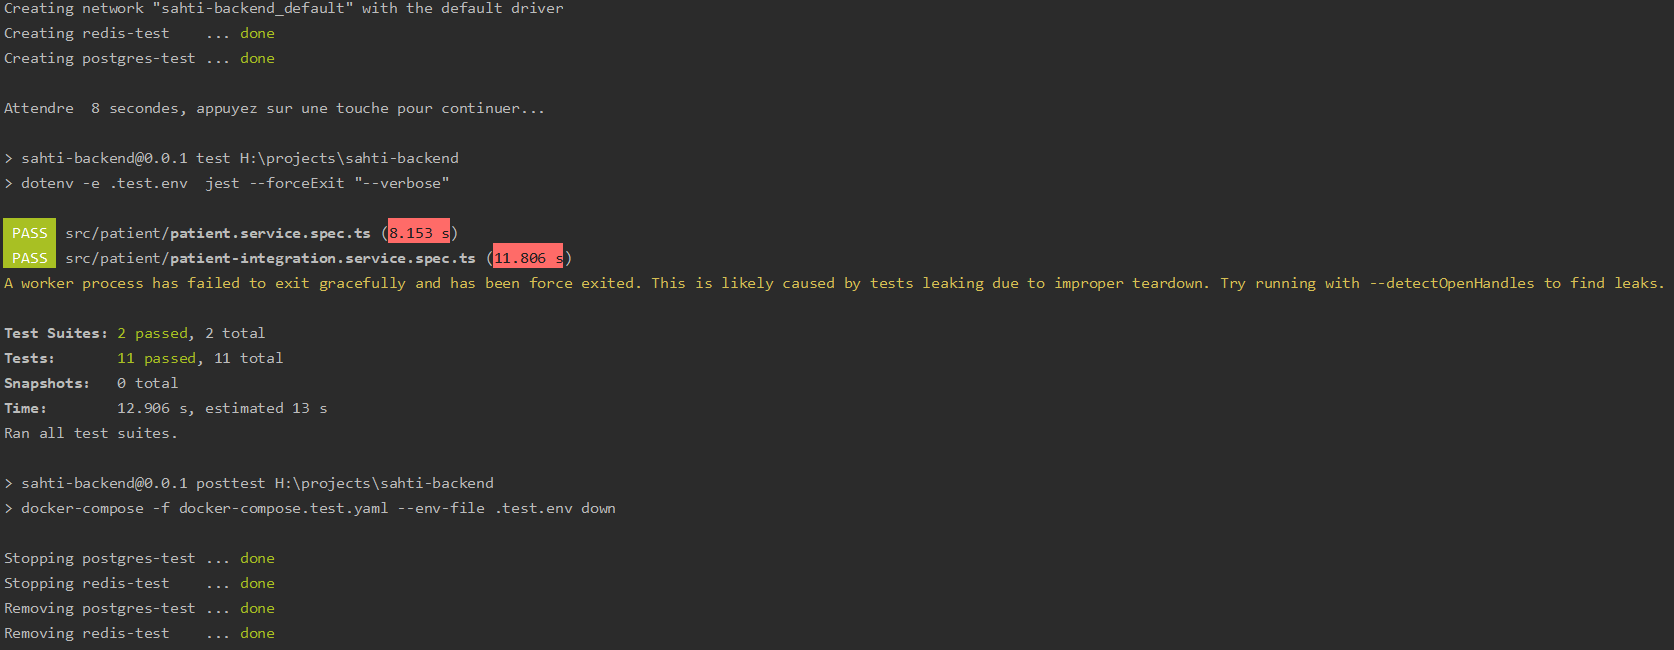 Creating network "sahti-backend_default" with the default driver
Creating redis-test    ... done
Creating postgres-test ... done
Attendre  8 secondes, appuyez sur une touche pour continuer...
> sahti-backend@0.0.1 test H:\projects\sahti-backend
> dotenv -e .test.env  jest --forceExit "--verbose"
PASS src/patient/patient.service.spec.ts (8.153 s)
PASS src/patient/patient-integration.service.spec.ts (11.806 s)
A worker process has failed to exit gracefully and has been force exited. This is likely caused by tests leaking due to improper teardown. Try running with --detectOpenHandles to find leaks.
Test Suites: 2 passed, 2 total
Tests:       11 passed, 11 total
Snapshots:   0 total
Time:        12.906 s, estimated 13 s
Ran all test suites.
> sahti-backend@0.0.1 posttest H:\projects\sahti-backend
> docker-compose -f docker-compose.test.yaml --env-file .test.env down
Stopping postgres-test ... done
Stopping redis-test    ... done
Removing postgres-test ... done
Removing redis-test    ... done